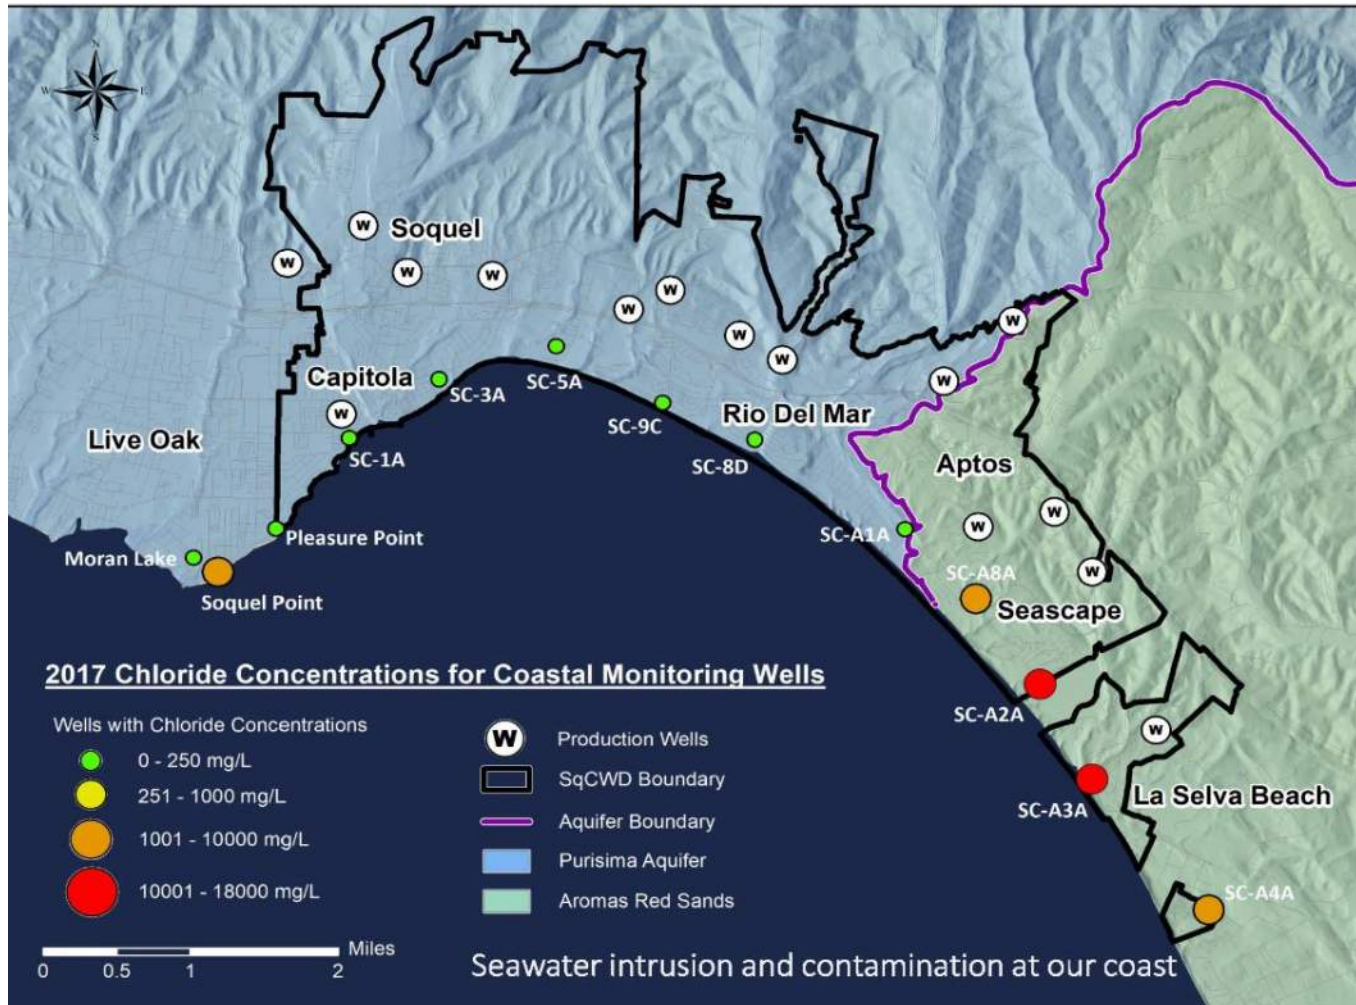 N
W E
S
W
Soquel
W
W
W
W
W
W
W
W
W
SC-5A
Capitola
SC-3A
W
SC-9C
Rio Del Mar
W
Live Oak
SC-1A
SC-8D
Aptos
Pleasure Point
SC-A1A
W
W
Moran Lake
SC-A8A
W
Soquel Point
Seascape
2017 Chloride Concentrations for Coastal Monitoring Wells
SC-A2A
Wells with Chloride Concentrations
0 - 250 mg/L
251 - 1000 mg/L
1001 - 10000 mg/L
10001 - 18000 mg/L
W Production Wells
SqCWD Boundary
Aquifer Boundary
Purisima Aquifer
Aromas Red Sands
W
SC-A3A
La Selva Beach
SC-A4A
Miles
0 0.5 1 2
Seawater intrusion and contamination at our coast